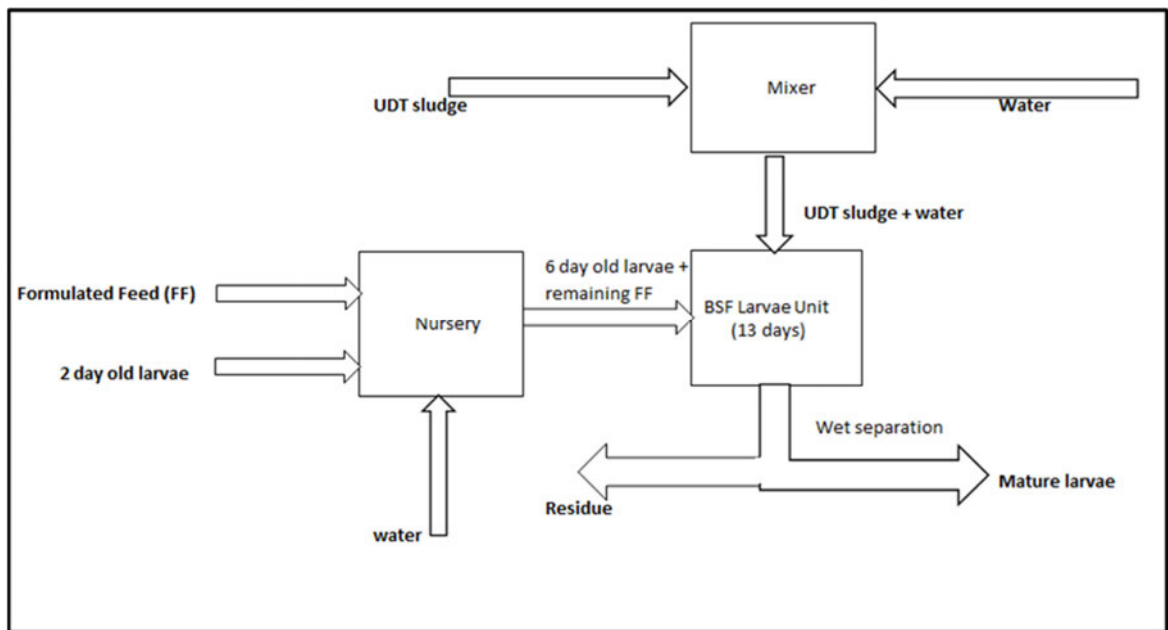 Mixer
UDT sludge
Water
UDT sludge + water
6 day old larvae +
remaining FF
Formulated Feed (FF)
Nursery
BSF Larvae Unit
(13 days)
2 day old larvae
Wet separation
Residue
Mature larvae
water